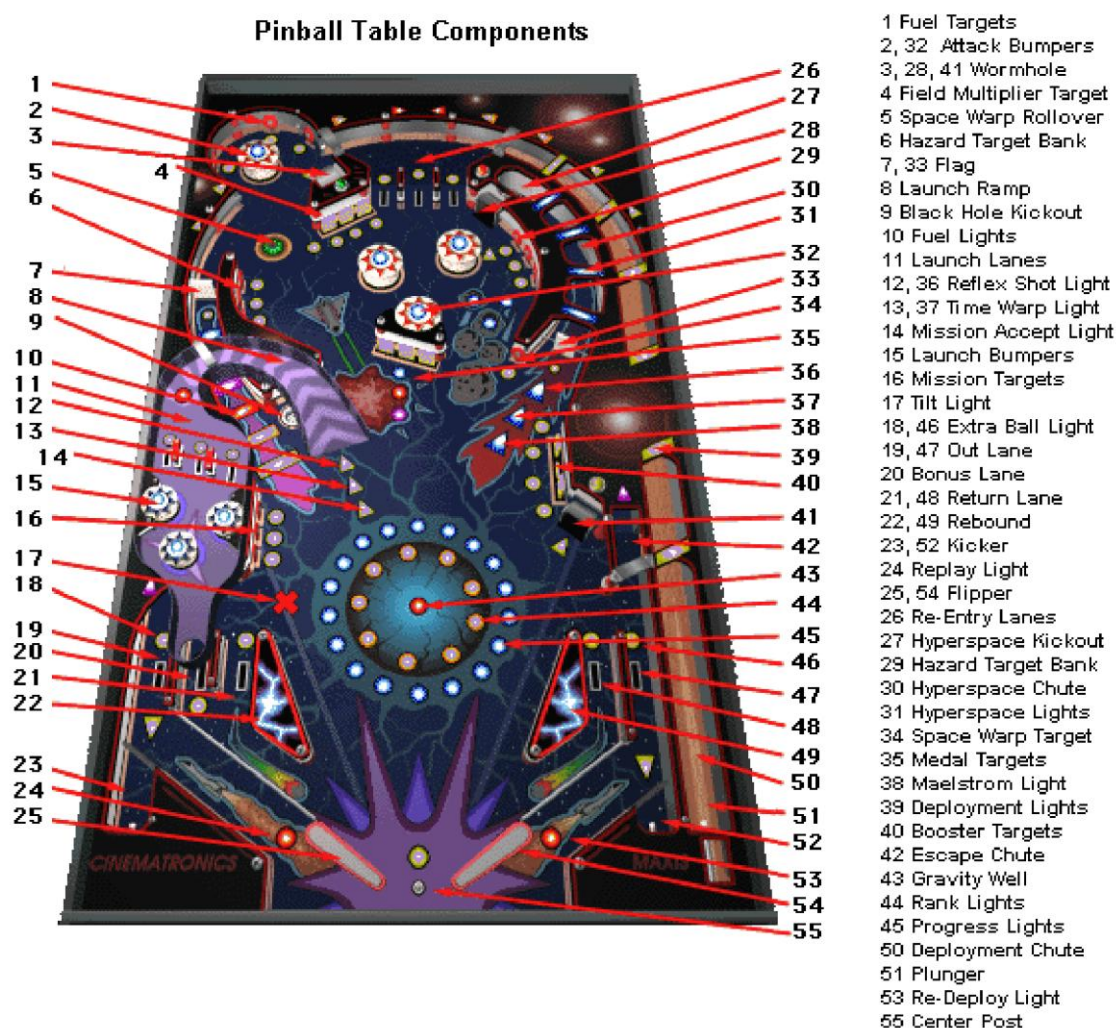 Pinball Table Components
1
2
3
4
5
6
7
8
9
10
11
12
13
14
15
16
17
18
19
20
21
22
23
24
25
26
27
28
29
30
31
32
33
34
35
36
37
38
39
40
41
42
43
44
45
46
47
48
49
50
51
52
53
54
55
CINEMATRONICS
MAXIS
1 Fuel Targets
2, 32 Attack Bumpers
3, 28, 41 Wormhole
4 Field Multiplier Target
5 Space Warp Rollover
6 Hazard Target Bank
7, 33 Flag
8 Launch Ramp
9 Black Hole Kickout
10 Fuel Lights
11 Launch Lanes
12, 36 Reflex Shot Light
13, 37 Time Warp Light
14 Mission Accept Light
15 Launch Bumpers
16 Mission Targets
17 Tilt Light
18, 46 Extra Ball Light
19, 47 Out Lane
20 Bonus Lane
21, 48 Return Lane
22, 49 Rebound
23, 52 Kicker
24 Replay Light
25, 54 Flipper
26 Re-Entry Lanes
27 Hyperspace Kickout
29 Hazard Target Bank
30 Hyperspace Chute
31 Hyperspace Lights
34 Space Warp Target
35 Medal Targets
38 Maelstrom Light
39 Deployment Lights
40 Booster Targets
42 Escape Chute
43 Gravity Well
44 Rank Lights
45 Progress Lights
50 Deployment Chute
51 Plunger
53 Re-Deploy Light
55 Center Post